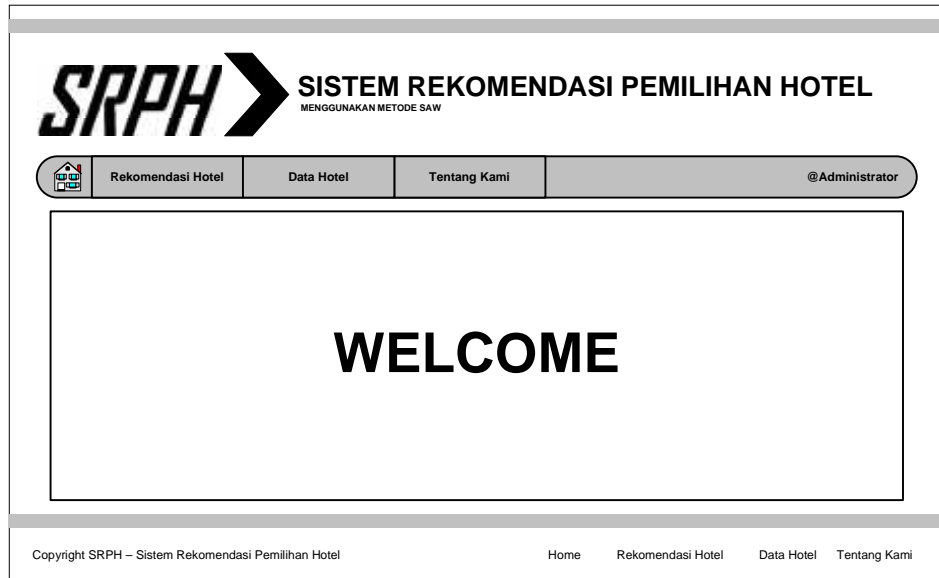 SRPH
SISTEM REKOMENDASI PEMILIHAN HOTEL
MENGGUNAKAN METODE SAW
Rekomendasi Hotel Data Hotel Tentang Kami @Administrator
WELCOME
Copyright SRPH – Sistem Rekomendasi Pemilihan Hotel Home Rekomendasi Hotel Data Hotel Tentang Kami